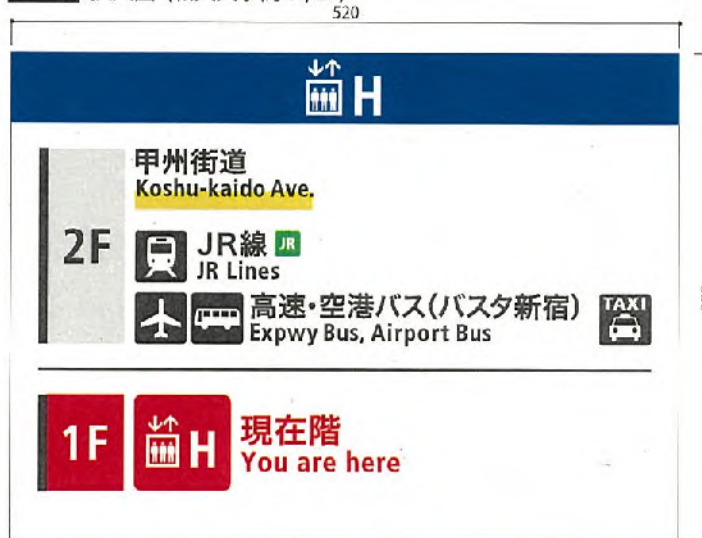 520
H
甲州街道
Koshu-kaido Ave.
2F
JR線 JR
JR Lines
高速・空港バス(バスタ新宿) TAXI
Expwy Bus, Airport Bus
1F
H
現在階
You are here